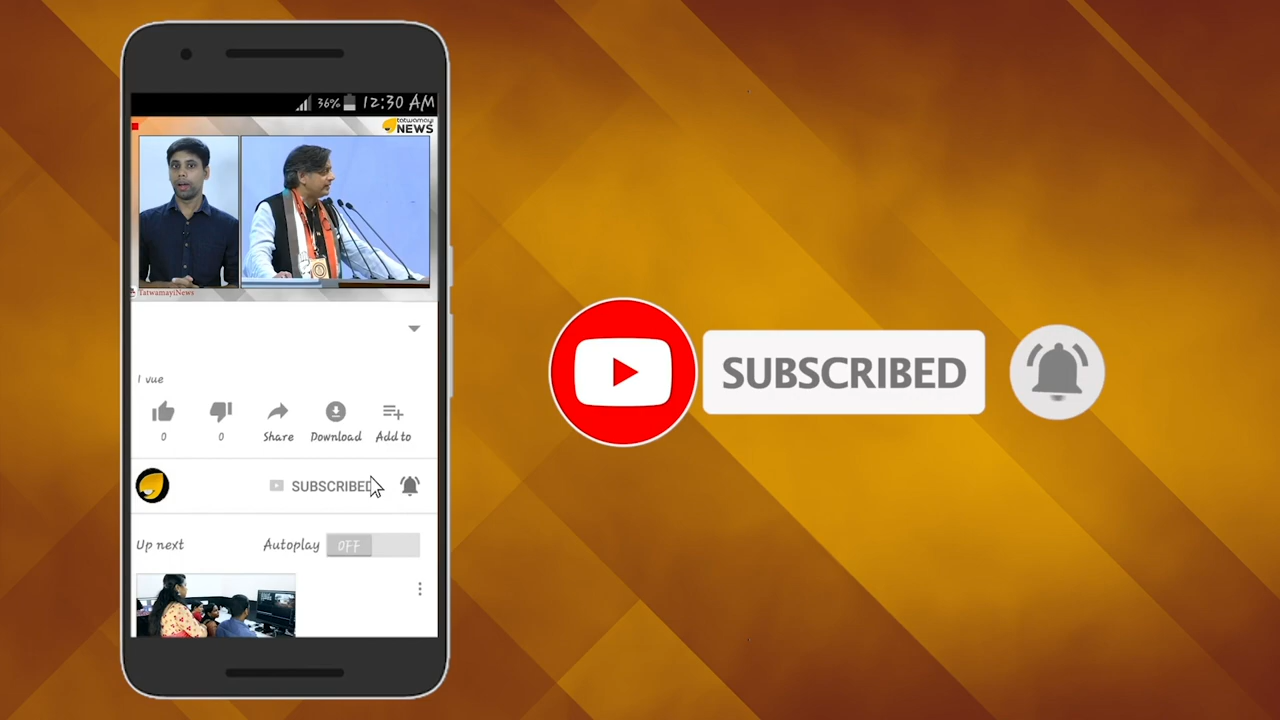 36% 12:30 AM
tatwamayi
NEWS
TatwamayiNews
1 vue
0 0 Share Download Add to
SUBSCRIBED
Up next Autoplay OFF
SUBSCRIBED